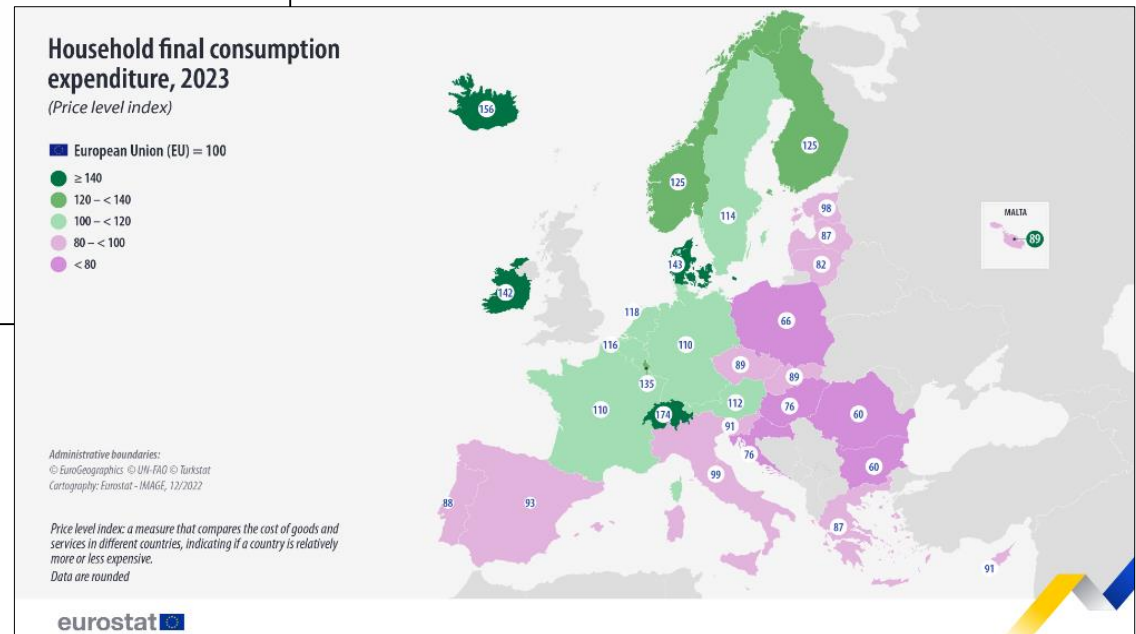 Household final consumption
expenditure, 2023
(Price level index)
European Union (EU) = 100
≥ 140
120 – < 140
100 – < 120
80 – < 100
< 80
156
125
125
114
98
87
82
MALTA
89
143
142
118
116
110
135
66
89
89
110
174
112
76
60
91
76
60
99
88
93
87
91
Administrative boundaries:
© EuroGeographics © UN-FAO © Turkstat
Cartography: Eurostat - IMAGE, 12/2022
Price level index: a measure that compares the cost of goods and
services in different countries, indicating if a country is relatively
more or less expensive.
Data are rounded
eurostat